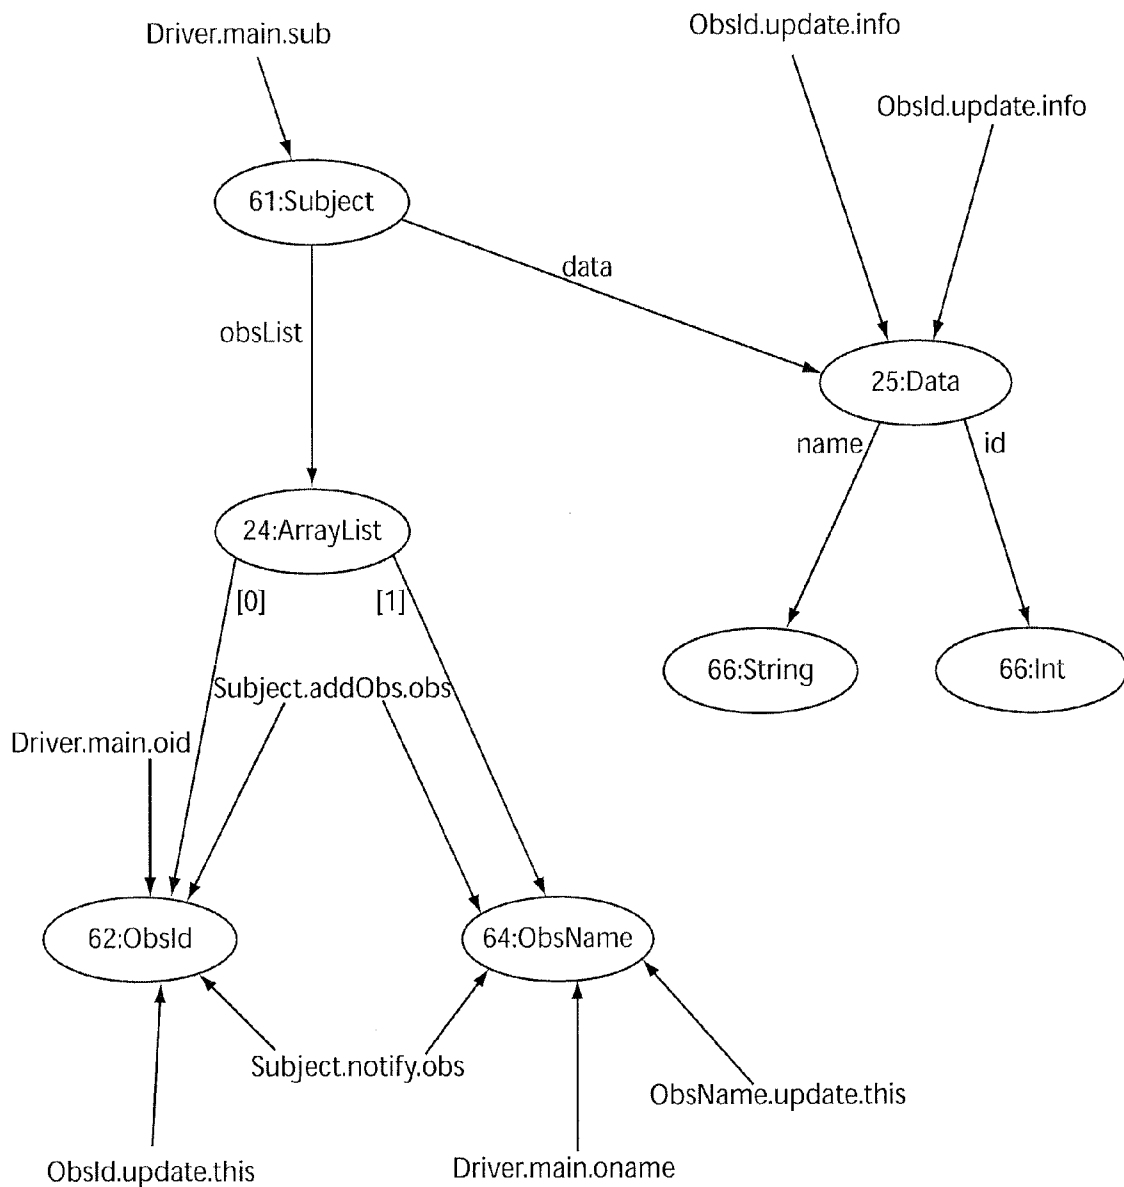 Driver.main.sub
ObsId.update.info
ObsId.update.info
61:Subject
data
obsList
25:Data
name
id
24:ArrayList
[0]
[1]
66:String
66:Int
Subject.addObs.obs
Driver.main.oid
62:ObsId
64:ObsName
Subject.notify.obs
ObsName.update.this
ObsId.update.this
Driver.main.oname